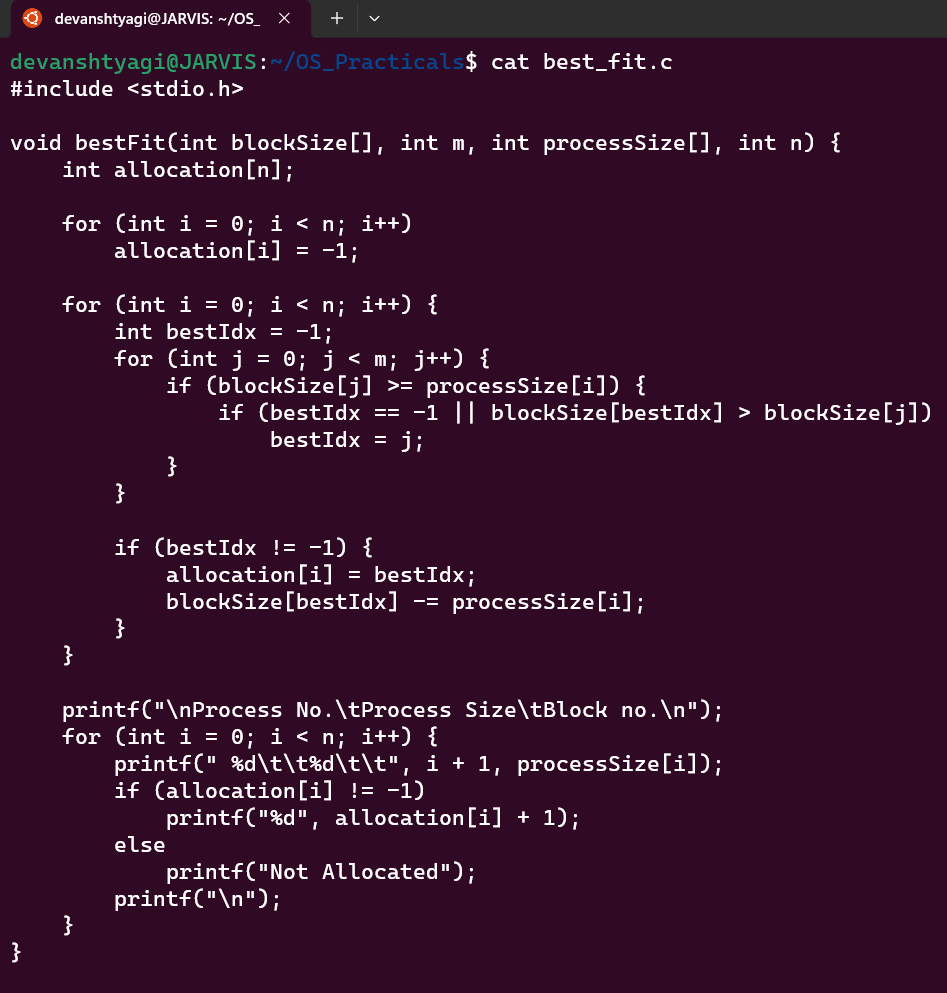 devanshtyagi@JARVIS: ~/OS_
devanshtyagi@JARVIS:~/OS_Practicals$ cat best_fit.c
#include <stdio.h>

void bestFit(int blockSize[], int m, int processSize[], int n) {
    int allocation[n];

    for (int i = 0; i < n; i++)
        allocation[i] = -1;

    for (int i = 0; i < n; i++) {
        int bestIdx = -1;
        for (int j = 0; j < m; j++) {
            if (blockSize[j] >= processSize[i]) {
                if (bestIdx == -1 || blockSize[bestIdx] > blockSize[j])
                    bestIdx = j;
            }
        }

        if (bestIdx != -1) {
            allocation[i] = bestIdx;
            blockSize[bestIdx] -= processSize[i];
        }
    }

    printf("\nProcess No.\tProcess Size\tBlock no.\n");
    for (int i = 0; i < n; i++) {
        printf(" %d\t\t%d\t\t", i + 1, processSize[i]);
        if (allocation[i] != -1)
            printf("%d", allocation[i] + 1);
        else
            printf("Not Allocated");
        printf("\n");
    }
}